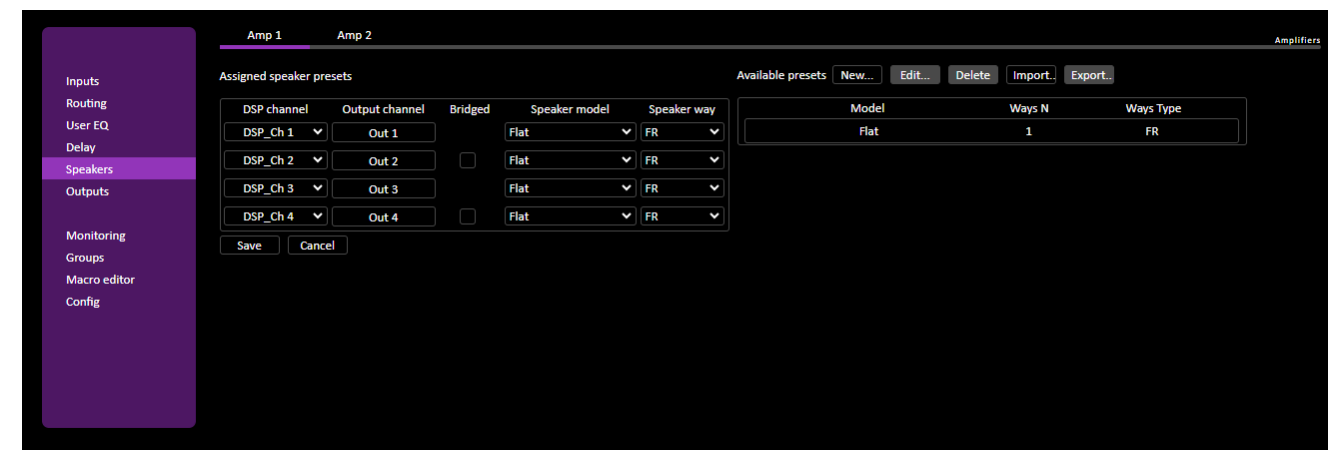 Amp 1 Amp 2
Amplifiers
Inputs
Routing
User EQ
Delay
Speakers
Outputs
Monitoring
Groups
Macro editor
Config
Assigned speaker presets
DSP channel Output channel Bridged Speaker model Speaker way
DSP_Ch 1 Out 1 Flat FR
DSP_Ch 2 Out 2 Flat FR
DSP_Ch 3 Out 3 Flat FR
DSP_Ch 4 Out 4 Flat FR
Save Cancel
Available presets New... Edit... Delete Import.. Export..
Model Ways N Ways Type
Flat 1 FR